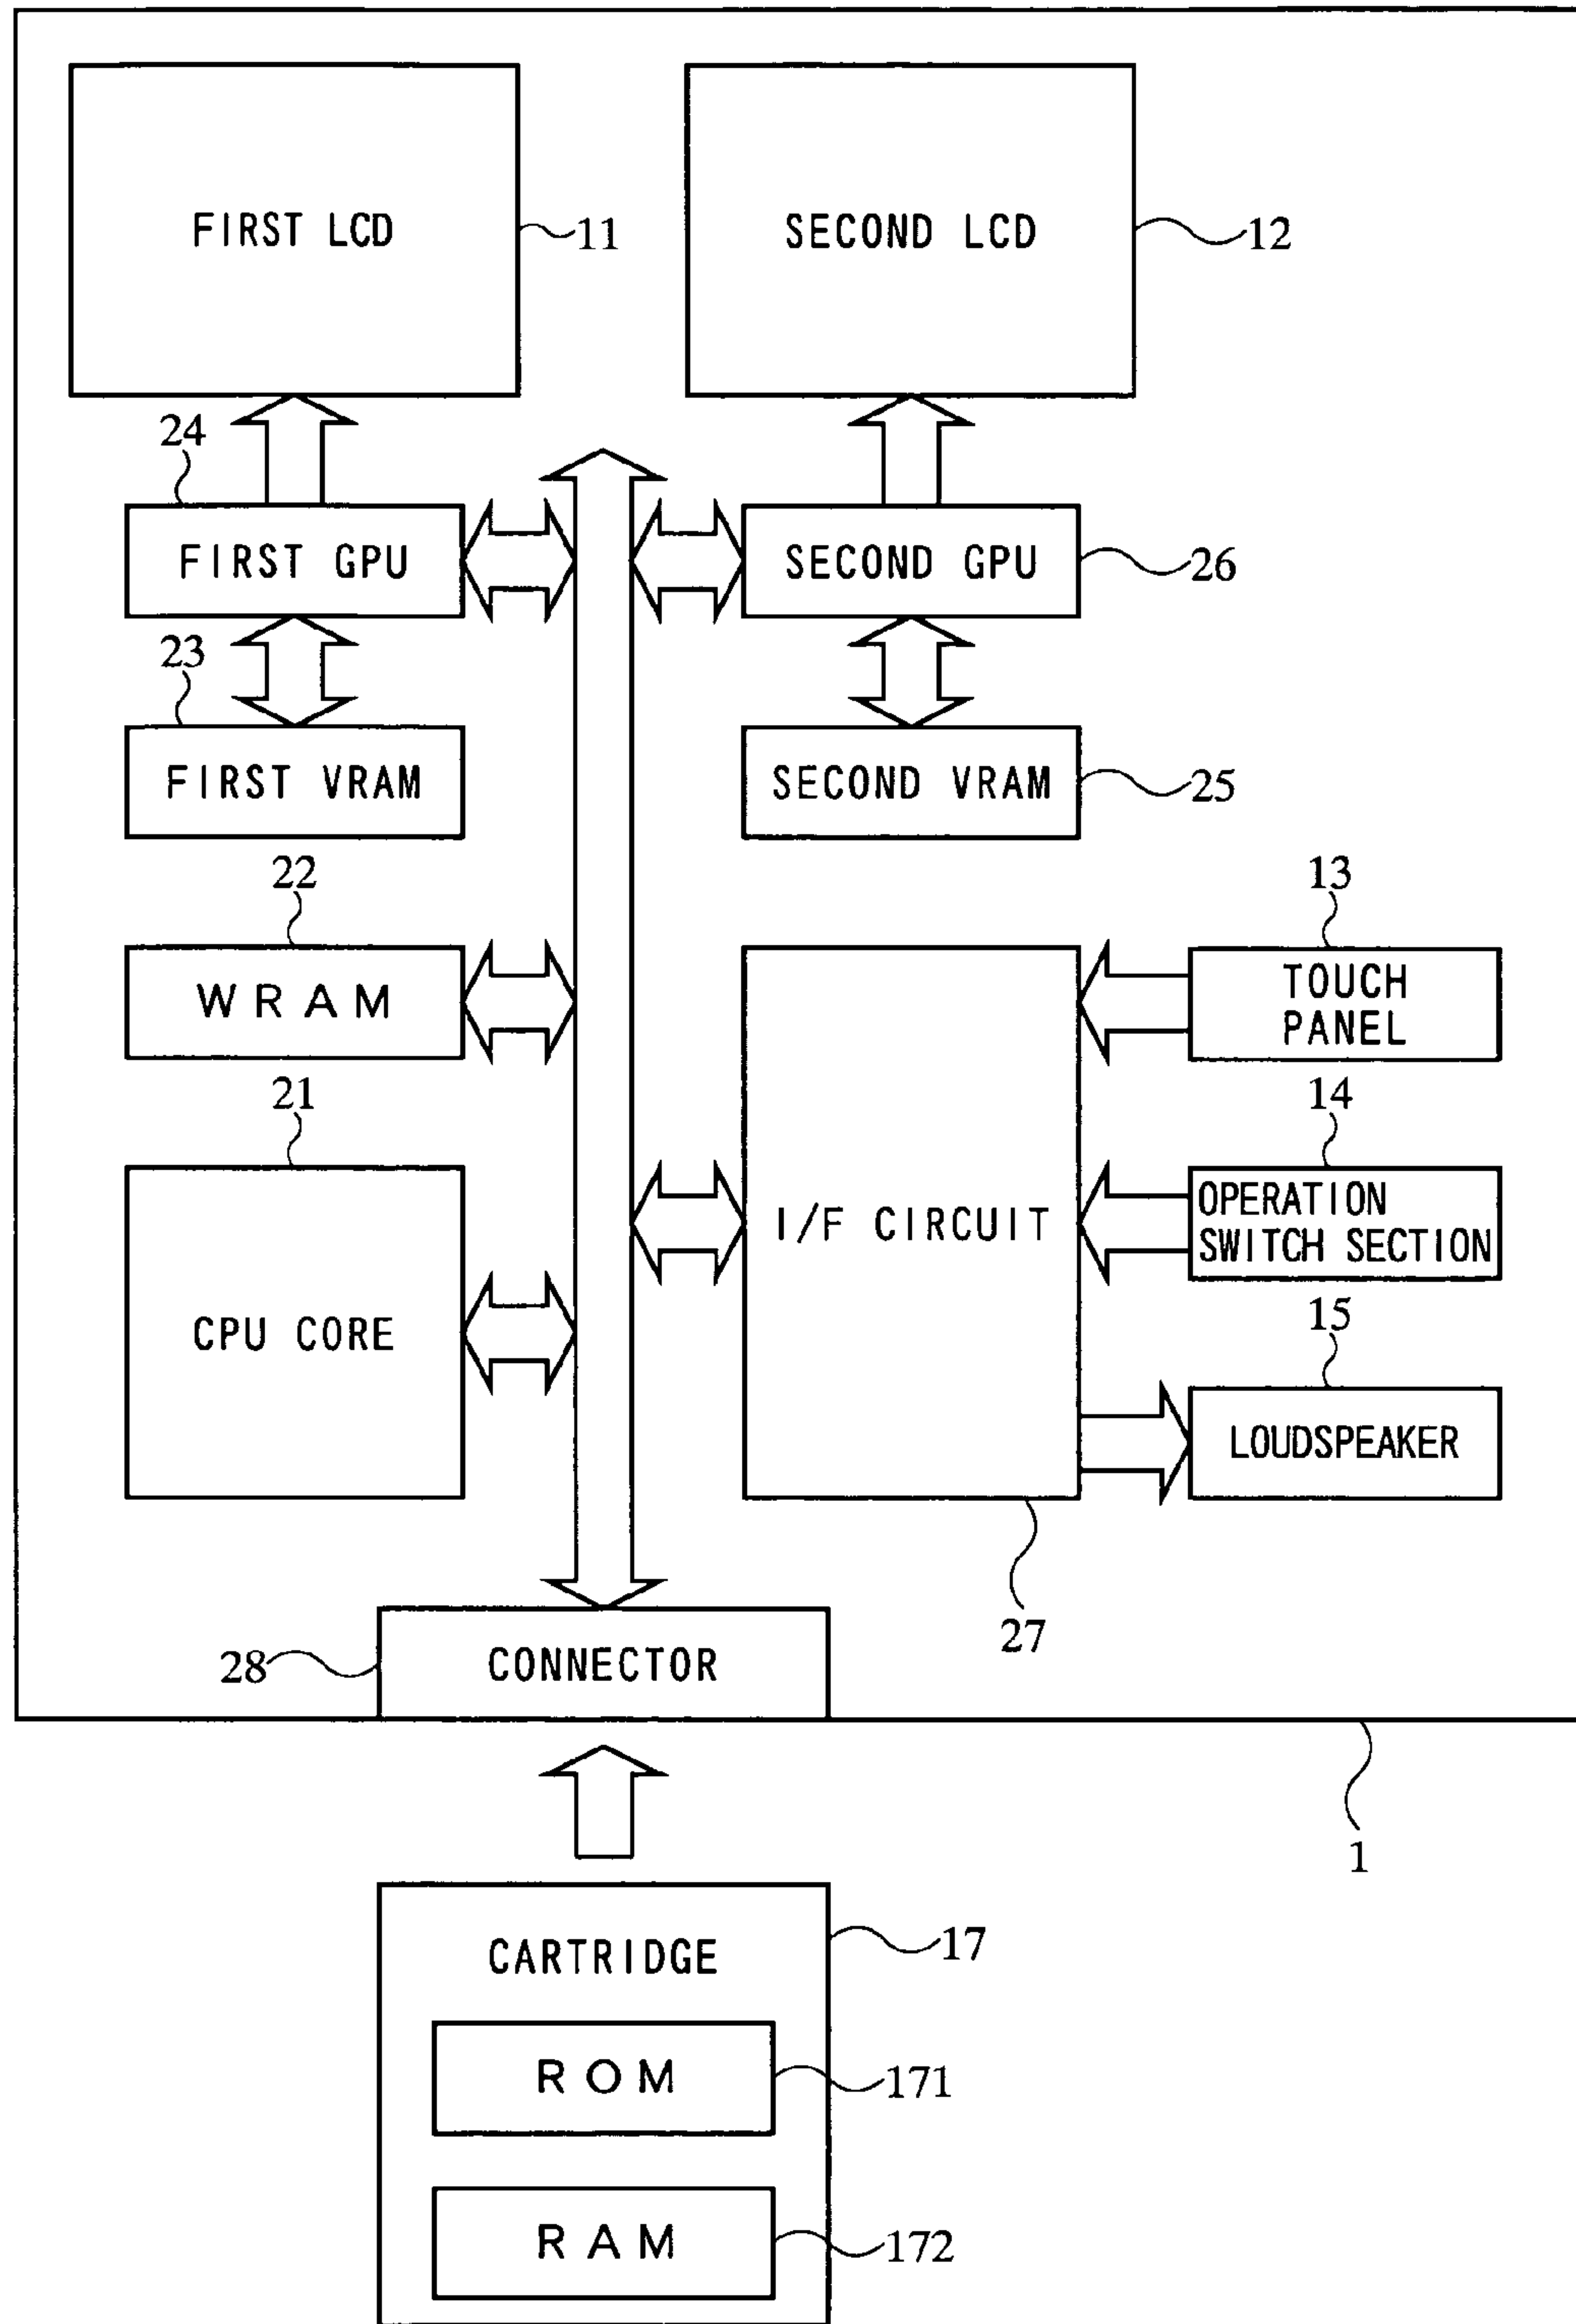 FIRST LCD
11
SECOND LCD
12
24
FIRST GPU
SECOND GPU
26
23
FIRST VRAM
SECOND VRAM
25
22
WRAM
13
TOUCH
PANEL
21
CPU CORE
I/F CIRCUIT
14
OPERATION
SWITCH SECTION
15
LOUDSPEAKER
27
28
CONNECTOR
1
CARTRIDGE
17
ROM
171
RAM
172